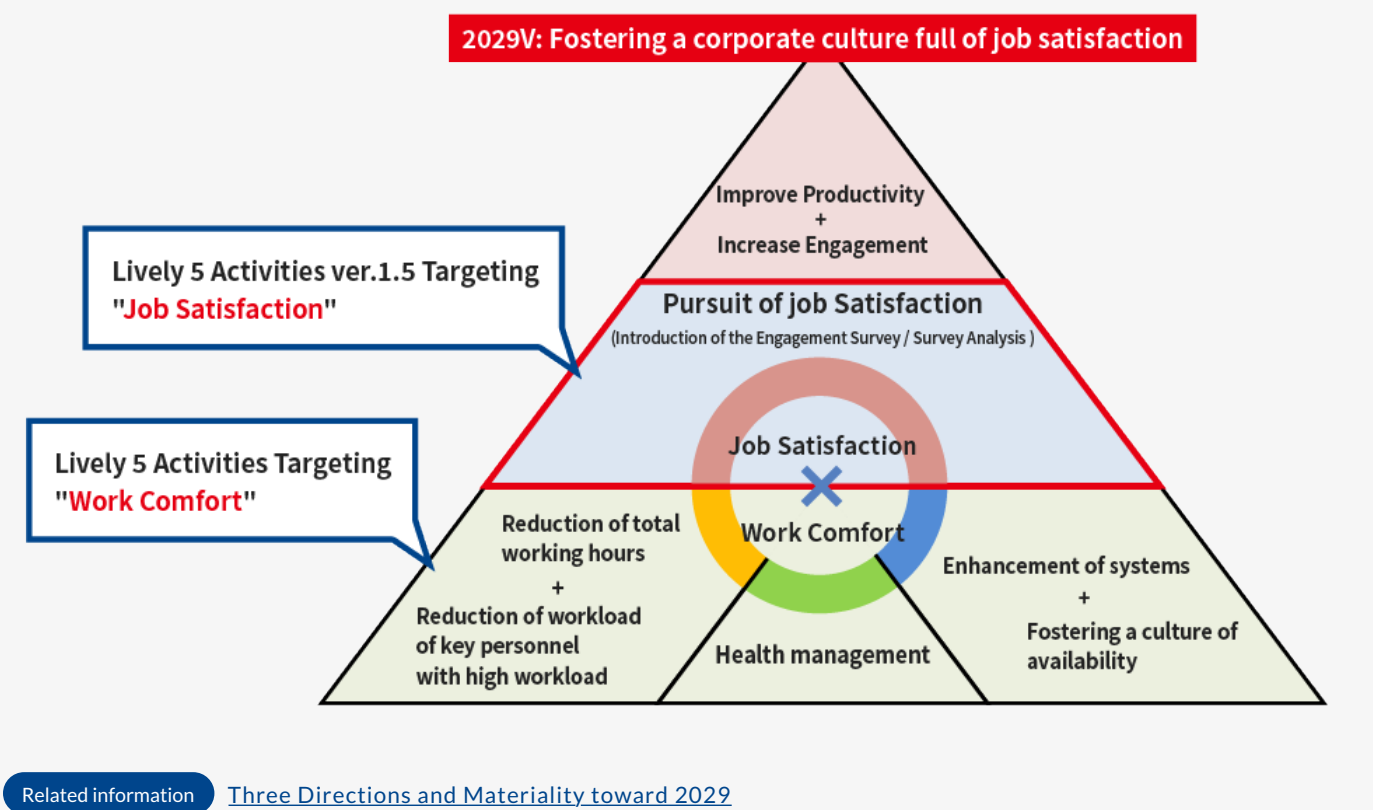 2029V: Fostering a corporate culture full of job satisfaction
Improve Productivity
+
Increase Engagement
Lively 5 Activities ver.1.5 Targeting
"Job Satisfaction"
Pursuit of job Satisfaction
(Introduction of the Engagement Survey / Survey Analysis )
Job Satisfaction
×
Work Comfort
Lively 5 Activities Targeting
"Work Comfort"
Reduction of total
working hours
+
Reduction of workload
of key personnel
with high workload
Health management
Enhancement of systems
+
Fostering a culture of
availability
Related information
Three Directions and Materiality toward 2029